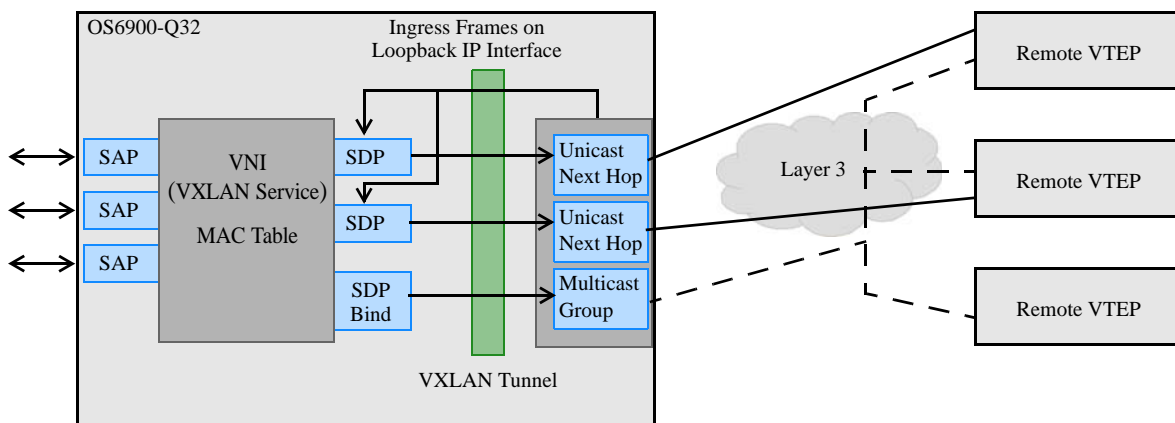 OS6900-Q32
Ingress Frames on
Loopback IP Interface
SAP
SAP
SAP
VNI
(VXLAN Service)
MAC Table
SDP
SDP
SDP
Bind
VXLAN Tunnel
Unicast
Next Hop
Unicast
Next Hop
Multicast
Group
Layer 3
Remote VTEP
Remote VTEP
Remote VTEP